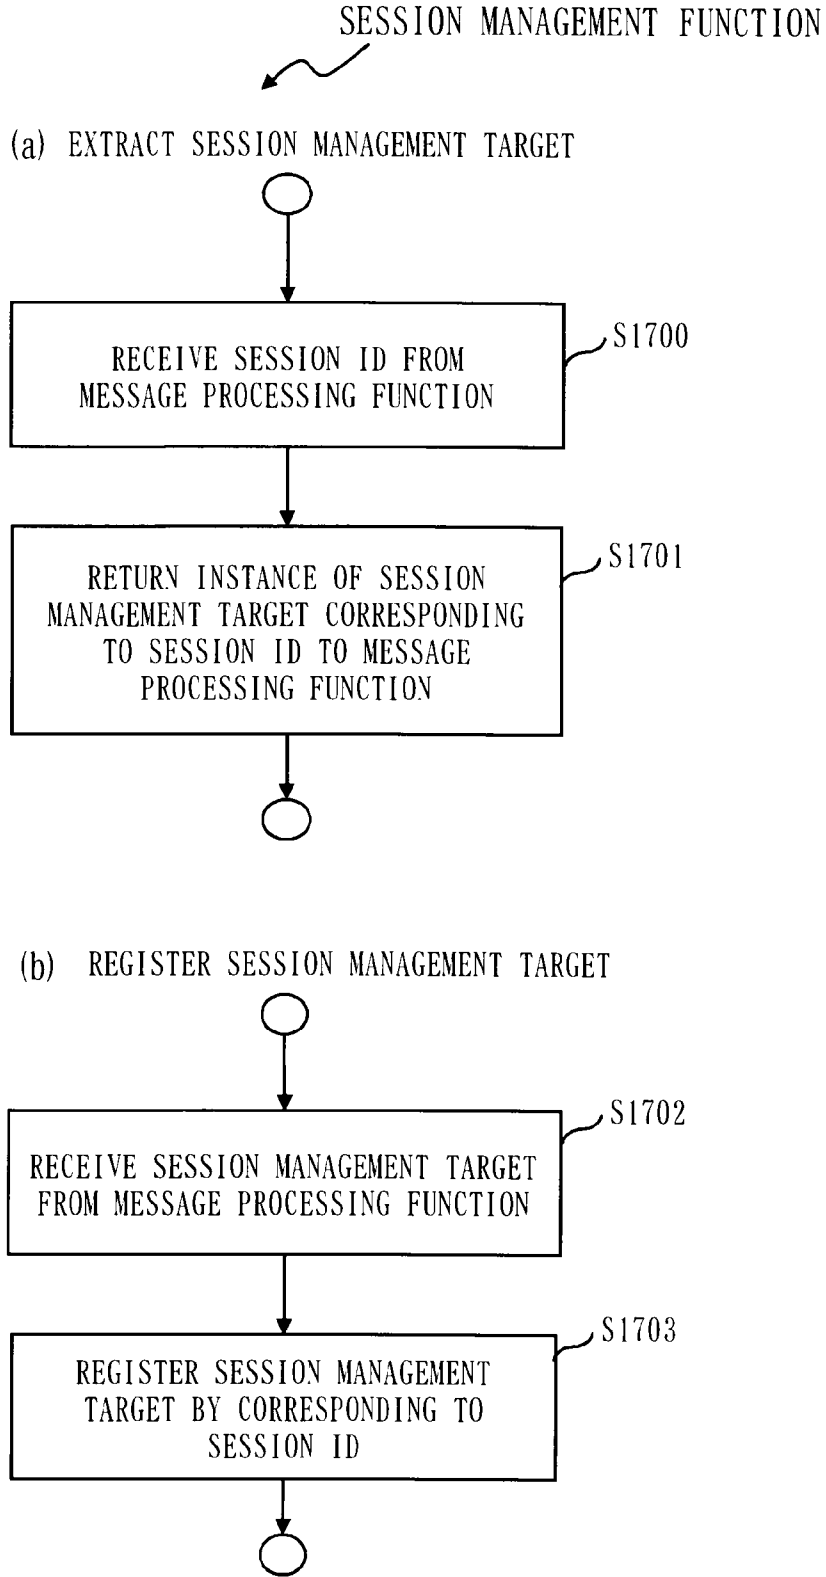 SESSION MANAGEMENT FUNCTION
(a) EXTRACT SESSION MANAGEMENT TARGET
S1700
RECEIVE SESSION ID FROM
MESSAGE PROCESSING FUNCTION
S1701
RETURN INSTANCE OF SESSION
MANAGEMENT TARGET CORRESPONDING
TO SESSION ID TO MESSAGE
PROCESSING FUNCTION
(b) REGISTER SESSION MANAGEMENT TARGET
S1702
RECEIVE SESSION MANAGEMENT TARGET
FROM MESSAGE PROCESSING FUNCTION
S1703
REGISTER SESSION MANAGEMENT
TARGET BY CORRESPONDING TO
SESSION ID